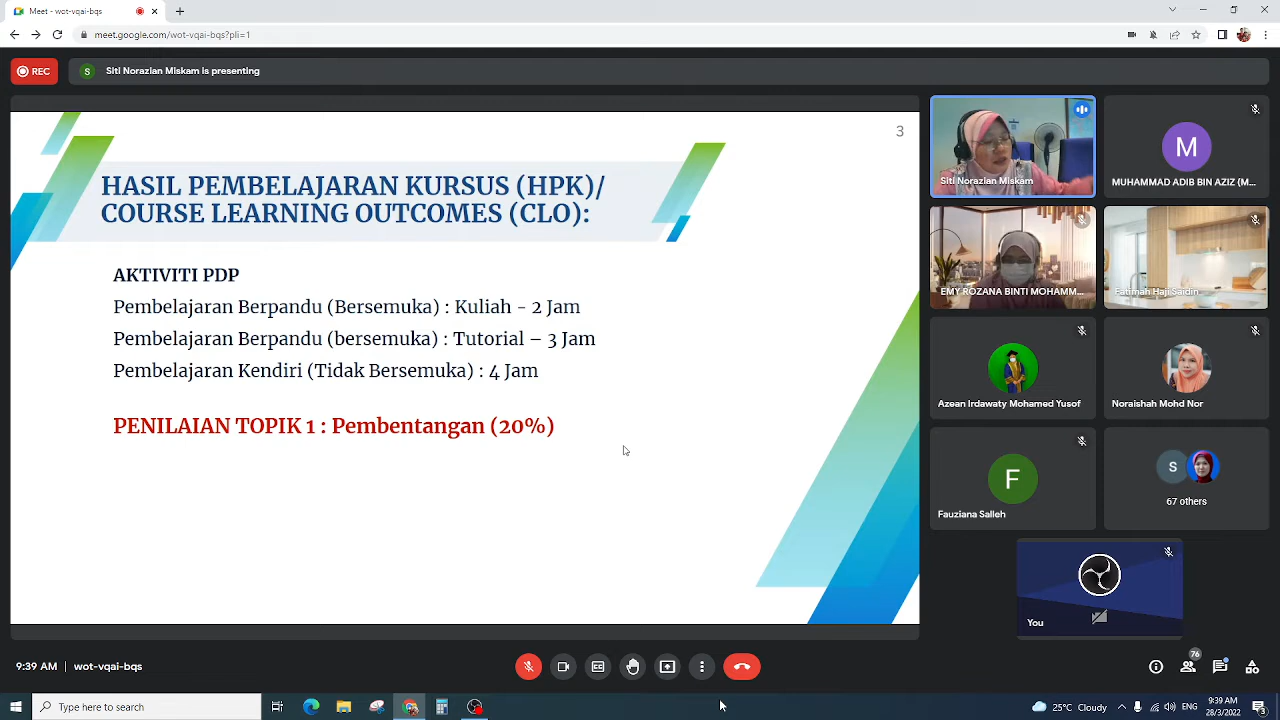 Meet - wot-vqai-bqs
meet.google.com/wot-vqai-bqs?pli=1
REC
S
Siti Norazlan Miskam is presenting
3
HASIL PEMBELAJARAN KURSUS (HPK)/
COURSE LEARNING OUTCOMES (CLO):
AKTIVITI PDP
Pembelajaran Berpandu (Bersemuka) : Kuliah - 2 Jam
Pembelajaran Berpandu (bersemuka) : Tutorial – 3 Jam
Pembelajaran Kendiri (Tidak Bersemuka) : 4 Jam
PENILAIAN TOPIK 1 : Pembentangan (20%)
Siti Norazlan Miskam
M
MUHAMMAD ADIB BIN AZIZ (M...
EMY ROZANA BINTI MOHAMM...
Fatimah Haji Saidin
Azean Irdawaty Mohamed Yusof
Noraishah Mohd Nor
F
Fauziana Salleh
S
67 others
You
9:39 AM | wot-vqai-bqs
76
Type here to search
25°C Cloudy
ENG
9:39 AM
28/3/2022
3